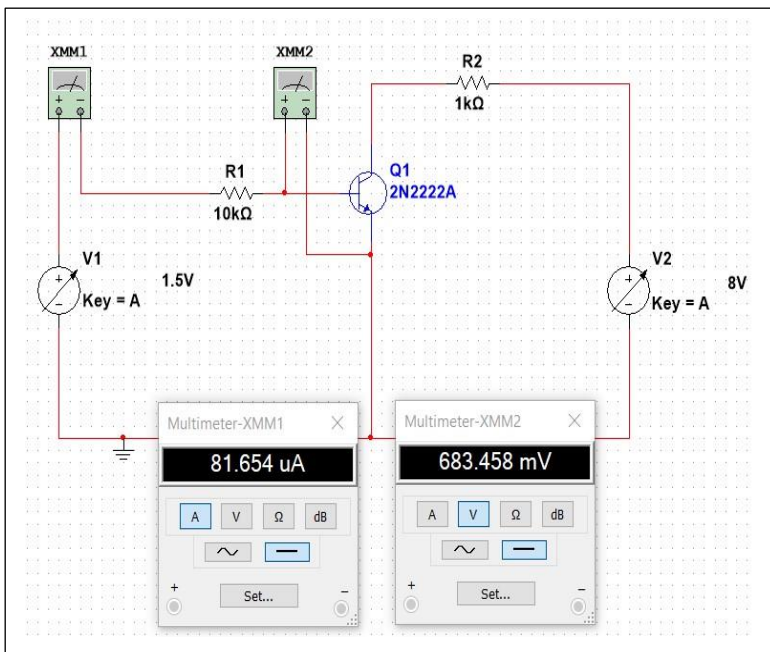 XMM1
XMM2
R2
1kΩ
R1
10kΩ
Q1
2N2222A
V1
1.5V
Key = A
V2
8V
Key = A
Multimeter-XMM1
81.654 uA
A V Ω dB
Set...
Multimeter-XMM2
683.458 mV
A V Ω dB
Set...